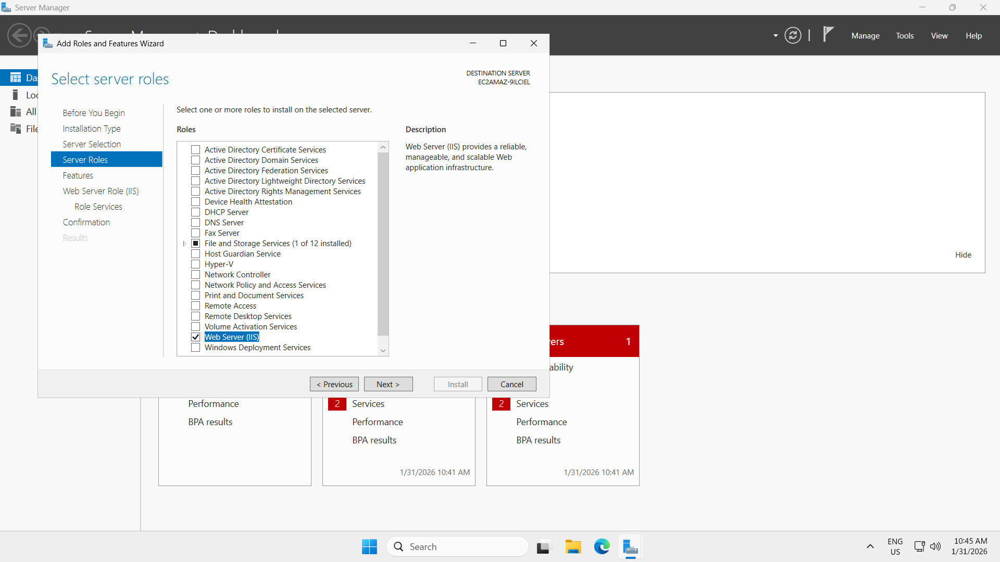 Server Manager
Manage
Tools
View
Help
Add Roles and Features Wizard
Select server roles
DESTINATION SERVER
EC2AMAZ-9ILCIEL
Before You Begin
Installation Type
Server Selection
Server Roles
Features
Web Server Role (IIS)
Role Services
Confirmation
Results
Select one or more roles to install on the selected server.
Roles
Active Directory Certificate Services
Active Directory Domain Services
Active Directory Federation Services
Active Directory Lightweight Directory Services
Active Directory Rights Management Services
Device Health Attestation
DHCP Server
DNS Server
Fax Server
File and Storage Services (1 of 12 installed)
Host Guardian Service
Hyper-V
Network Controller
Network Policy and Access Services
Print and Document Services
Remote Access
Remote Desktop Services
Volume Activation Services
Web Server (IIS)
Windows Deployment Services
Description
Web Server (IIS) provides a reliable,
manageable, and scalable Web
application infrastructure.
< Previous
Next >
Install
Cancel
All
Hide
1
Performance
BPA results
2 Services
Performance
BPA results
1/31/2026 10:41 AM
2 Services
Performance
BPA results
1/31/2026 10:41 AM
Search
ENG
US
10:45 AM
1/31/2026